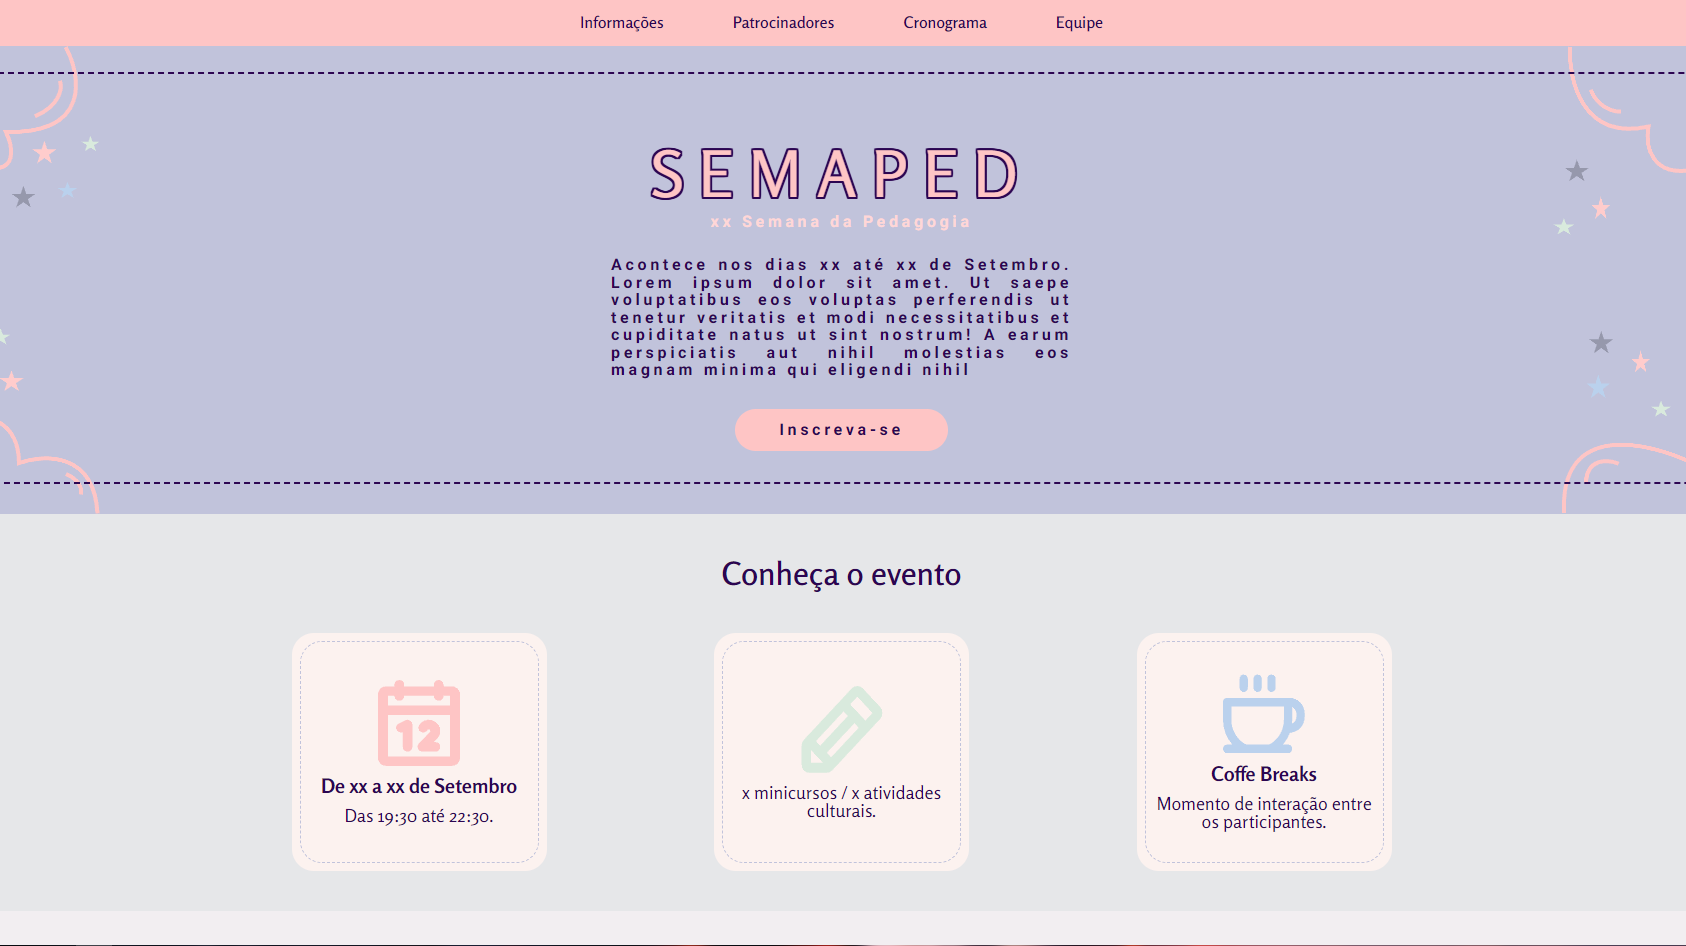 Informações Patrocinadores Cronograma Equipe
SEMAPED
xx Semana da Pedagogia
Acontece nos dias xx até xx de Setembro.
Lorem ipsum dolor sit amet. Ut saepe
voluptatibus eos voluptas perferendis ut
tenetur veritatis et modi necessitatibus et
cupiditate natus ut sint nostrum! A earum
perspiciatis aut nihil molestias eos
magnam minima qui eligendi nihil
Inscreva-se
Conheça o evento
12
De xx a xx de Setembro
Das 19:30 até 22:30.
x minicursos / x atividades
culturais.
Coffe Breaks
Momento de interação entre
os participantes.